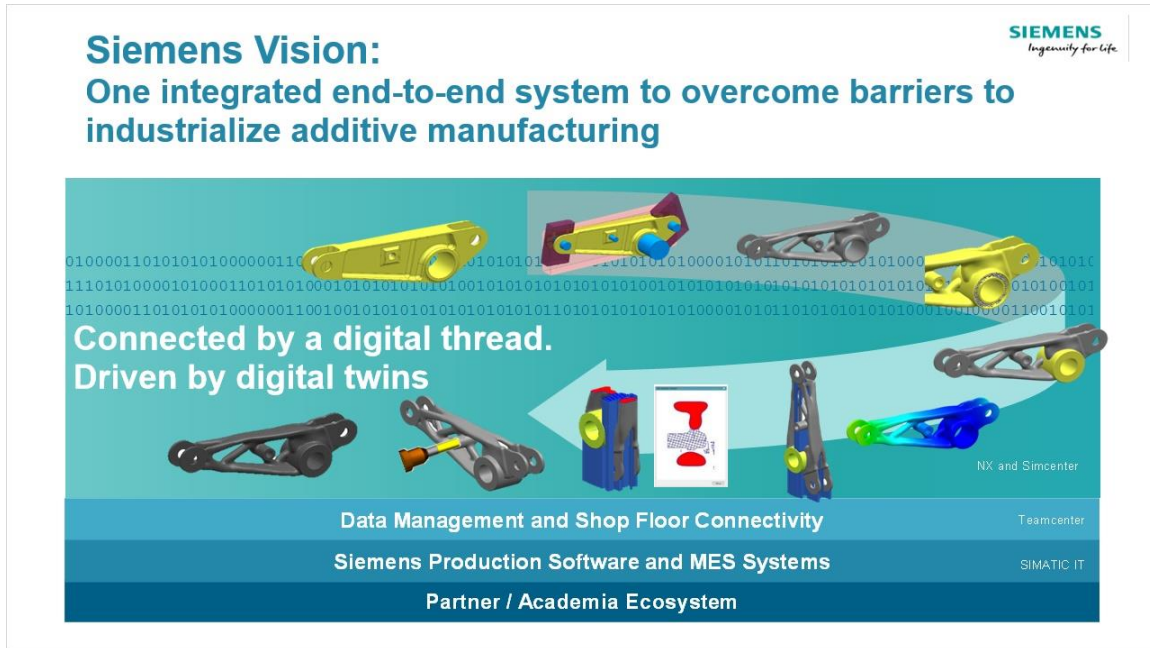 SIEMENS
Ingenuity for life
Siemens Vision:
One integrated end-to-end system to overcome barriers to
industrialize additive manufacturing
Connected by a digital thread.
Driven by digital twins
NX and Simcenter
Data Management and Shop Floor Connectivity
Teamcenter
Siemens Production Software and MES Systems
SIMATIC IT
Partner / Academia Ecosystem